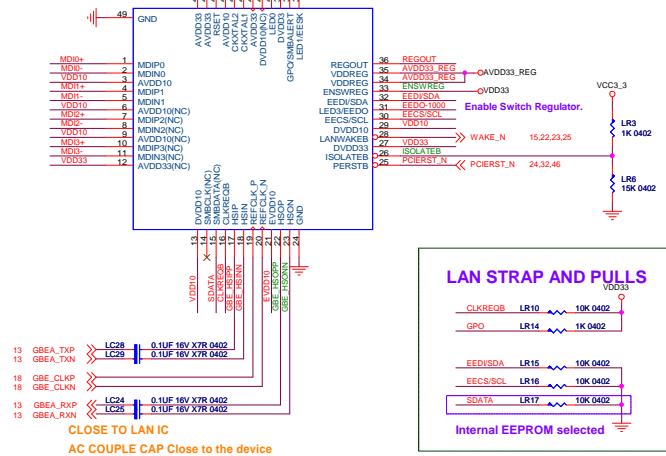 49 GND
AVDD33
AVDD33
RSET
AVDD10
CKXTAL2
CKXTAL1
AVDD33
DVDD10(NC)
LED0
DVDD33
GPO/SMBALERT
LED1/EESK
MDI0+ 1 MDIP0
MDI0- 2 MDIN0
VDD10 3 AVDD10
MDI1+ 4 MDIP1
MDI1- 5 MDIN1
VDD10 6 AVDD10(NC)
MDI2+ 7 MDIP2(NC)
MDI2- 8 MDIN2(NC)
VDD10 9 AVDD10(NC)
MDI3+ 10 MDIP3(NC)
MDI3- 11 MDIN3(NC)
VDD33 12 AVDD33(NC)
REGOUT 36 REGOUT
VDDREG 35 AVDD33_REG
VDDREG 34 AVDD33_REG
ENSWREG 33 ENSWREG
EEDI/SDA 32 EEDI/SDA
LED3/EEDO 31 EEDO-1000
EECS/SCL 30 EECS/SCL
DVDD10 29 VDD10
LANWAKEB 28 WAKE_N 15,22,23,25
DVDD33 27 VDD33
ISOLATEB 26 ISOLATEB
PERSTB 25 PCIERST_N PCIERST_N 24,32,46
AVDD33_REG
VDD33
Enable Switch Regulator.
VCC3_3
LR3
1K 0402
LR6
15K 0402
DVDD10
SMBCLK(NC)
SMBDATA(NC)
CLKREQB
HSIP
HSIN
REFCLK_P
REFCLK_N
EVDD10
HSOP
HSON
GND
13
14
15
16
17
18
19
20
21
22
23
24
VDD10
SDATA
CLKREQB
GBE_HSIPP
GBE_HSINN
EVDD10
GBE_HSOPP
GBE_HSONN
13 GBEA_TXP LC28 0.1UF 16V X7R 0402
13 GBEA_TXN LC29 0.1UF 16V X7R 0402
18 GBE_CLKP
18 GBE_CLKN
13 GBEA_RXP LC24 0.1UF 16V X7R 0402
13 GBEA_RXN LC25 0.1UF 16V X7R 0402
CLOSE TO LAN IC
AC COUPLE CAP Close to the device
LAN STRAP AND PULLS
VDD33
CLKREQB LR10 10K 0402
GPO LR14 1K 0402
EEDI/SDA LR15 10K 0402
EECS/SCL LR16 10K 0402
SDATA LR17 10K 0402
Internal EEPROM selected